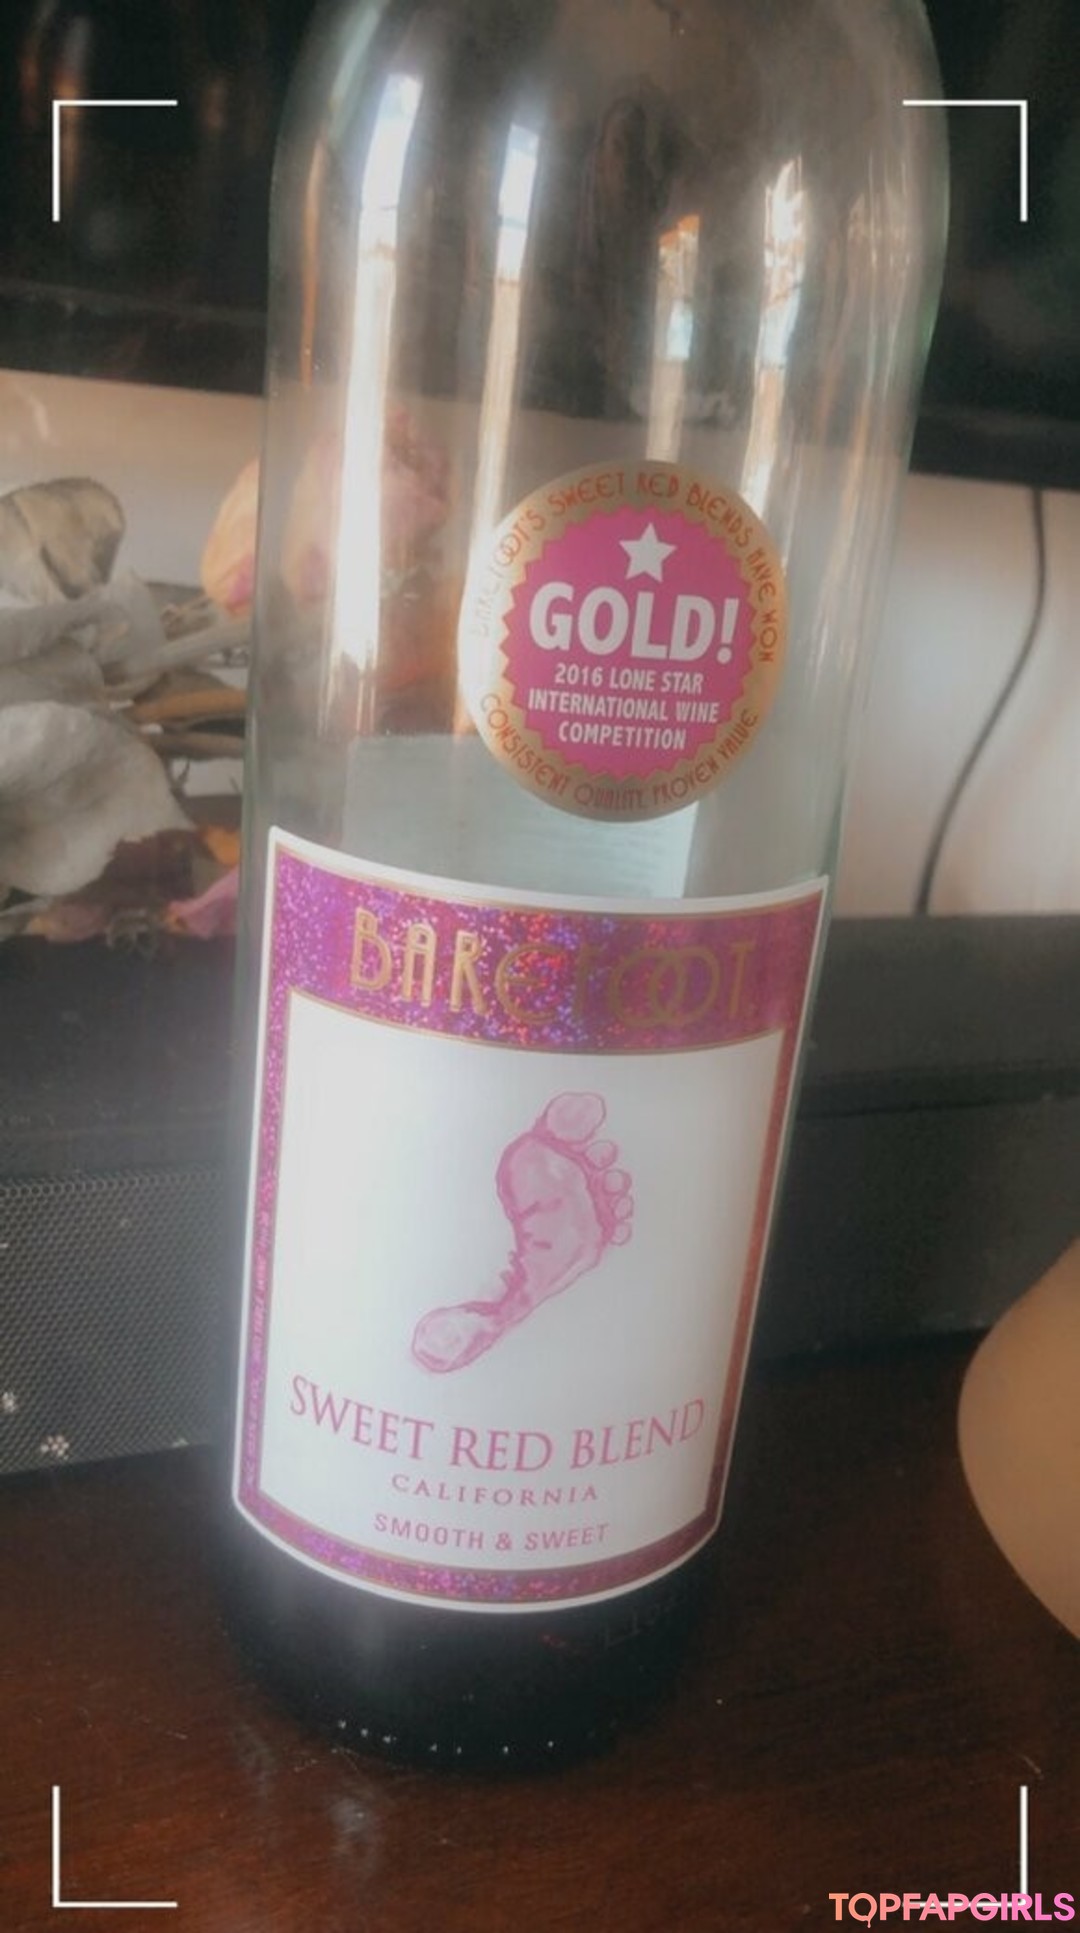 BAREFOOT'S SWEET RED BLENDS HAVE WON
GOLD!
2016 LONE STAR
INTERNATIONAL WINE
COMPETITION
CONSISTENT QUALITY, PROVEN VALUE
BAREFOOT
SWEET RED BLEND
CALIFORNIA
SMOOTH & SWEET
TOPFAPGIRLS